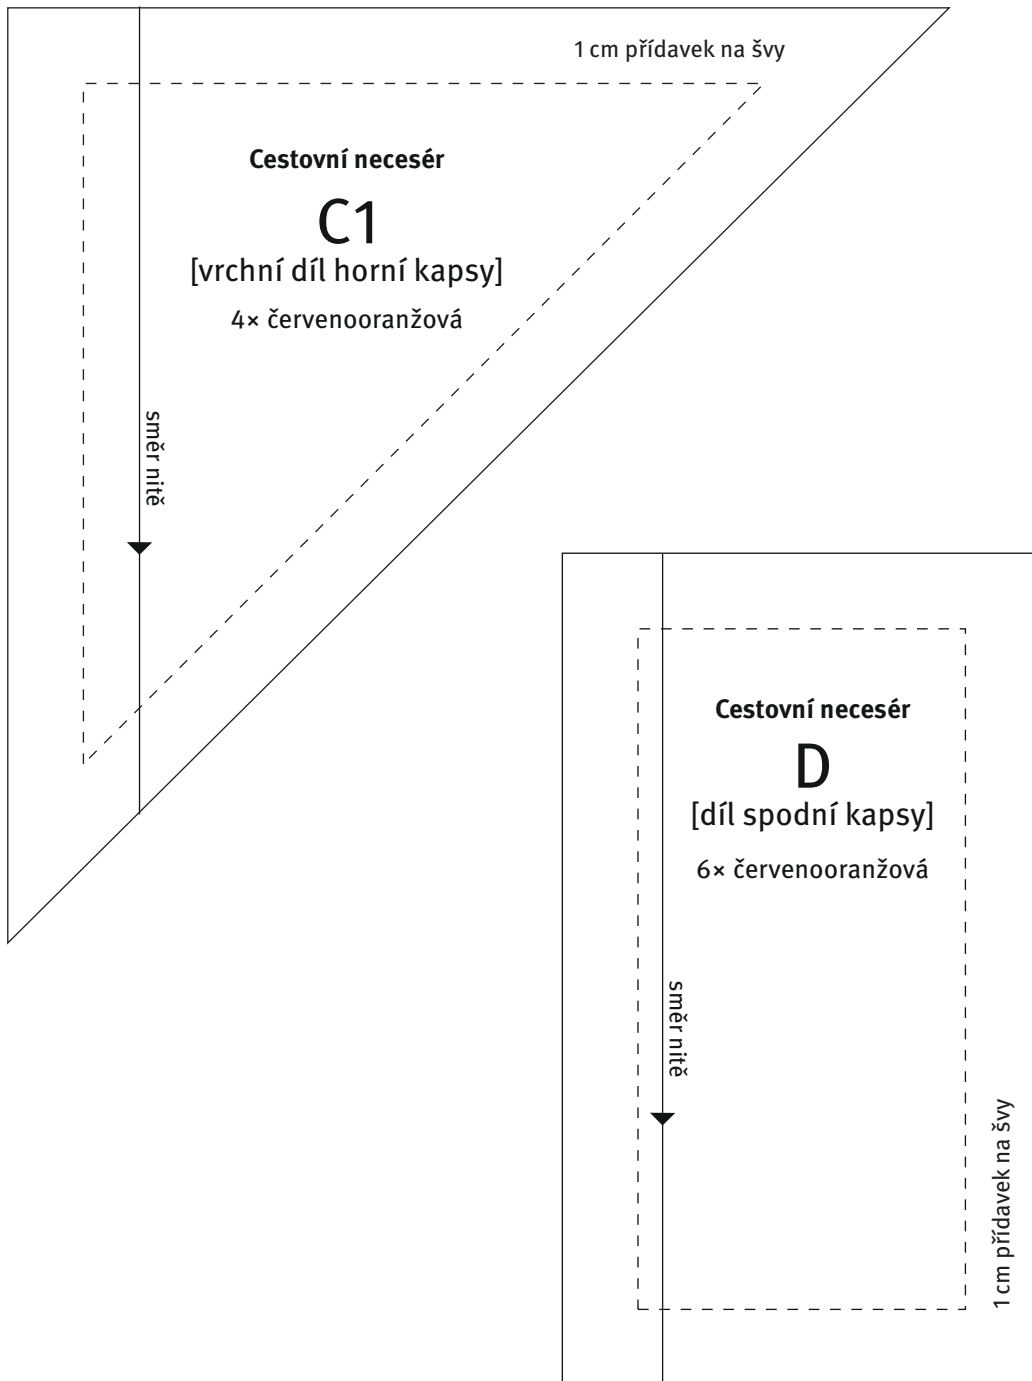 1 cm přídavek na švy
Cestovní necesér
C1
[vrchní díl horní kapsy]
4× červenooranžová
směr nitě
Cestovní necesér
D
[díl spodní kapsy]
6× červenooranžová
směr nitě
1 cm přídavek na švy